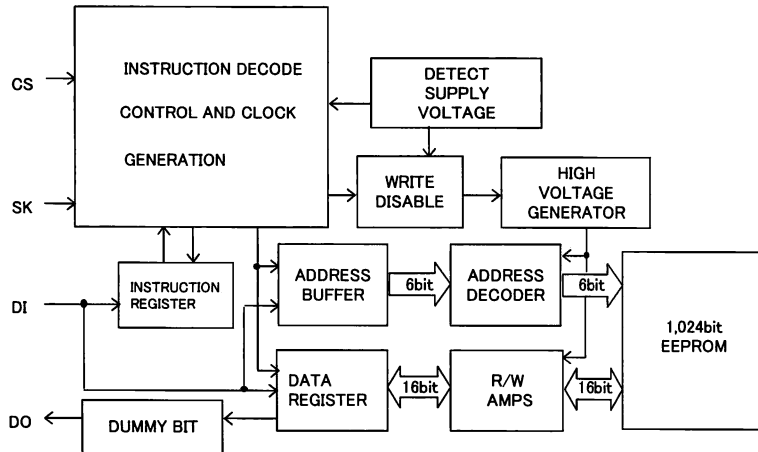 CS
INSTRUCTION DECODE
CONTROL AND CLOCK
GENERATION
DETECT
SUPPLY
VOLTAGE
SK
WRITE
DISABLE
HIGH
VOLTAGE
GENERATOR
DI
INSTRUCTION
REGISTER
ADDRESS
BUFFER
6bit
ADDRESS
DECODER
6bit
1,024bit
EEPROM
DATA
REGISTER
16bit
R/W
AMPS
16bit
DO
DUMMY BIT